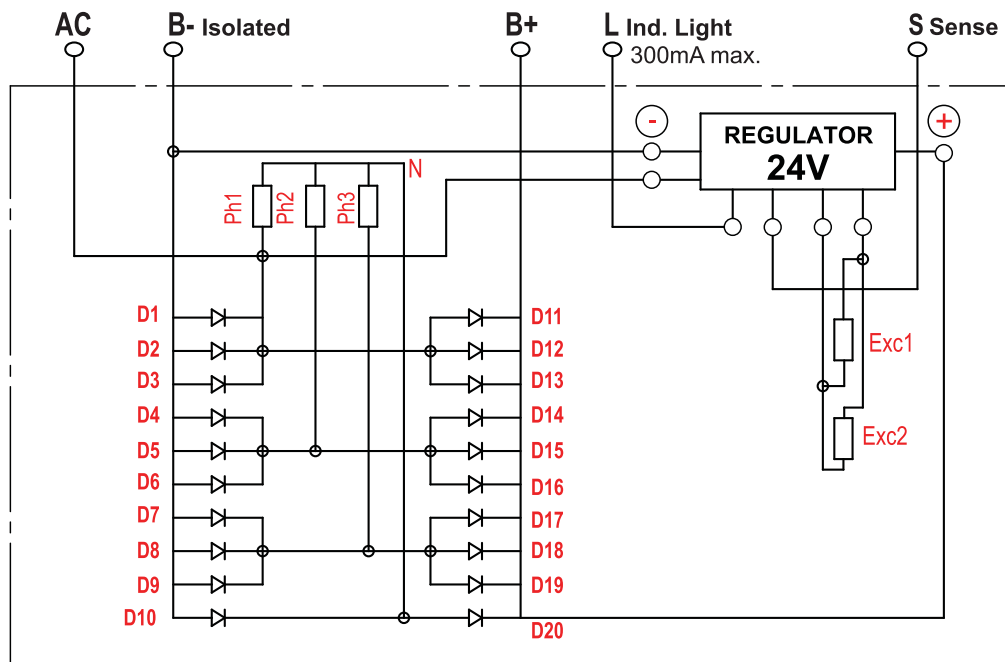 AC
B- Isolated
B+
L Ind. Light
300mA max.
S Sense
-
+
REGULATOR
24V
N
Ph1
Ph2
Ph3
D1
D2
D3
D4
D5
D6
D7
D8
D9
D10
D11
D12
D13
D14
D15
D16
D17
D18
D19
D20
Exc1
Exc2